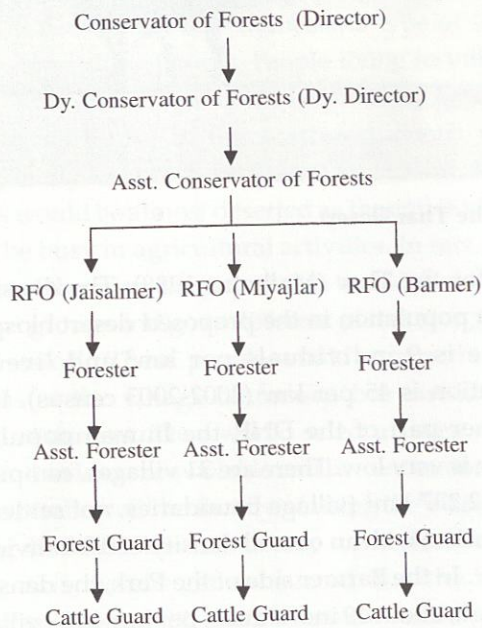 Conservator of Forests (Director)
Dy. Conservator of Forests (Dy. Director)
Asst. Conservator of Forests
RFO (Jaisalmer) RFO (Miyajlar) RFO (Barmer)
Forester Forester Forester
Asst. Forester Asst. Forester Asst. Forester
Forest Guard Forest Guard Forest Guard
Cattle Guard Cattle Guard Cattle Guard